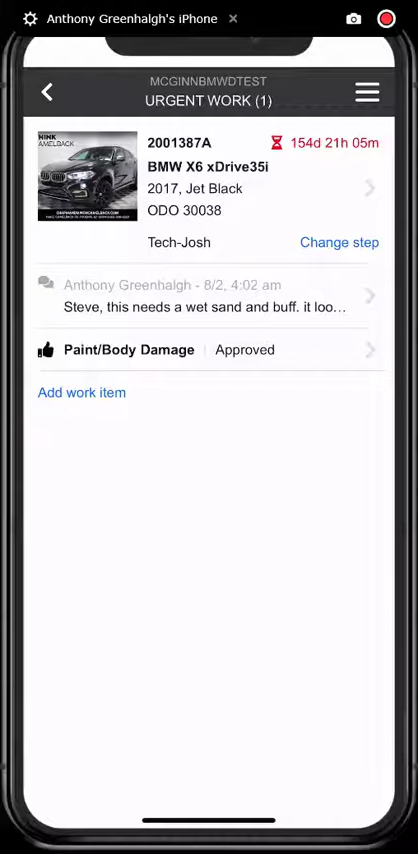 Anthony Greenhalgh's iPhone
MCGINNBMWDTEST
URGENT WORK (1)
2001387A
154d 21h 05m
BMW X6 xDrive35i
2017, Jet Black
ODO 30038
Tech-Josh
Change step
Anthony Greenhalgh - 8/2, 4:02 am
Steve, this needs a wet sand and buff. it loo…
Paint/Body Damage | Approved
Add work item